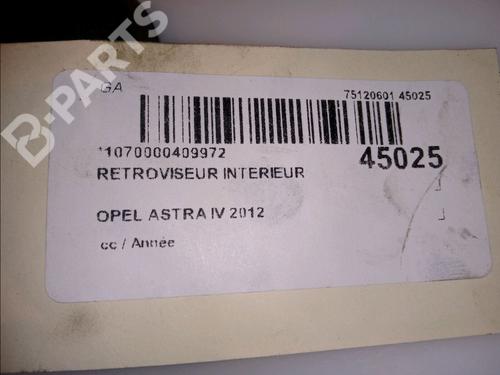 B-PARTS
GA
75120601 45025
*1070000409972
45025
RETROVISEUR INTERIEUR
OPEL ASTRA IV 2012
cc / Année